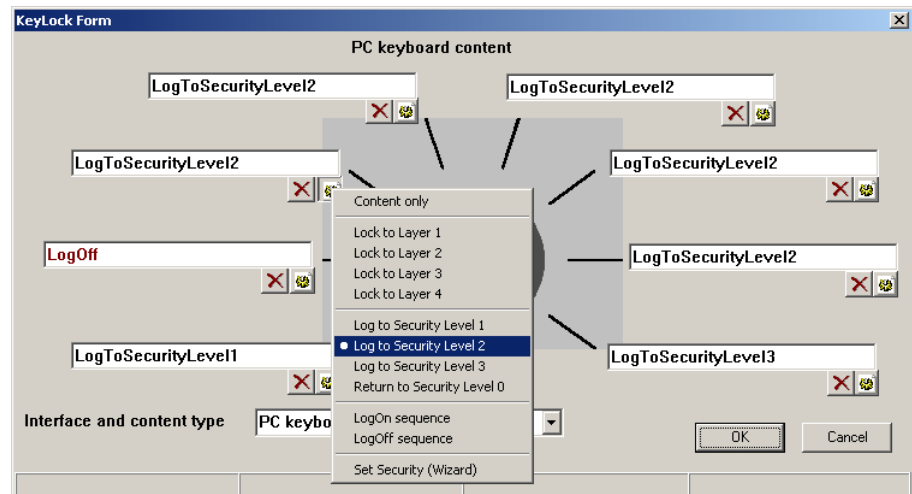 KeyLock Form
PC keyboard content
LogToSecurityLevel2
LogToSecurityLevel2
LogToSecurityLevel2
LogToSecurityLevel2
LogOff
LogToSecurityLevel2
LogToSecurityLevel1
LogToSecurityLevel3
Content only
Lock to Layer 1
Lock to Layer 2
Lock to Layer 3
Lock to Layer 4
Log to Security Level 1
Log to Security Level 2
Log to Security Level 3
Return to Security Level 0
LogOn sequence
LogOff sequence
Set Security (Wizard)
Interface and content type
PC keybo
OK
Cancel